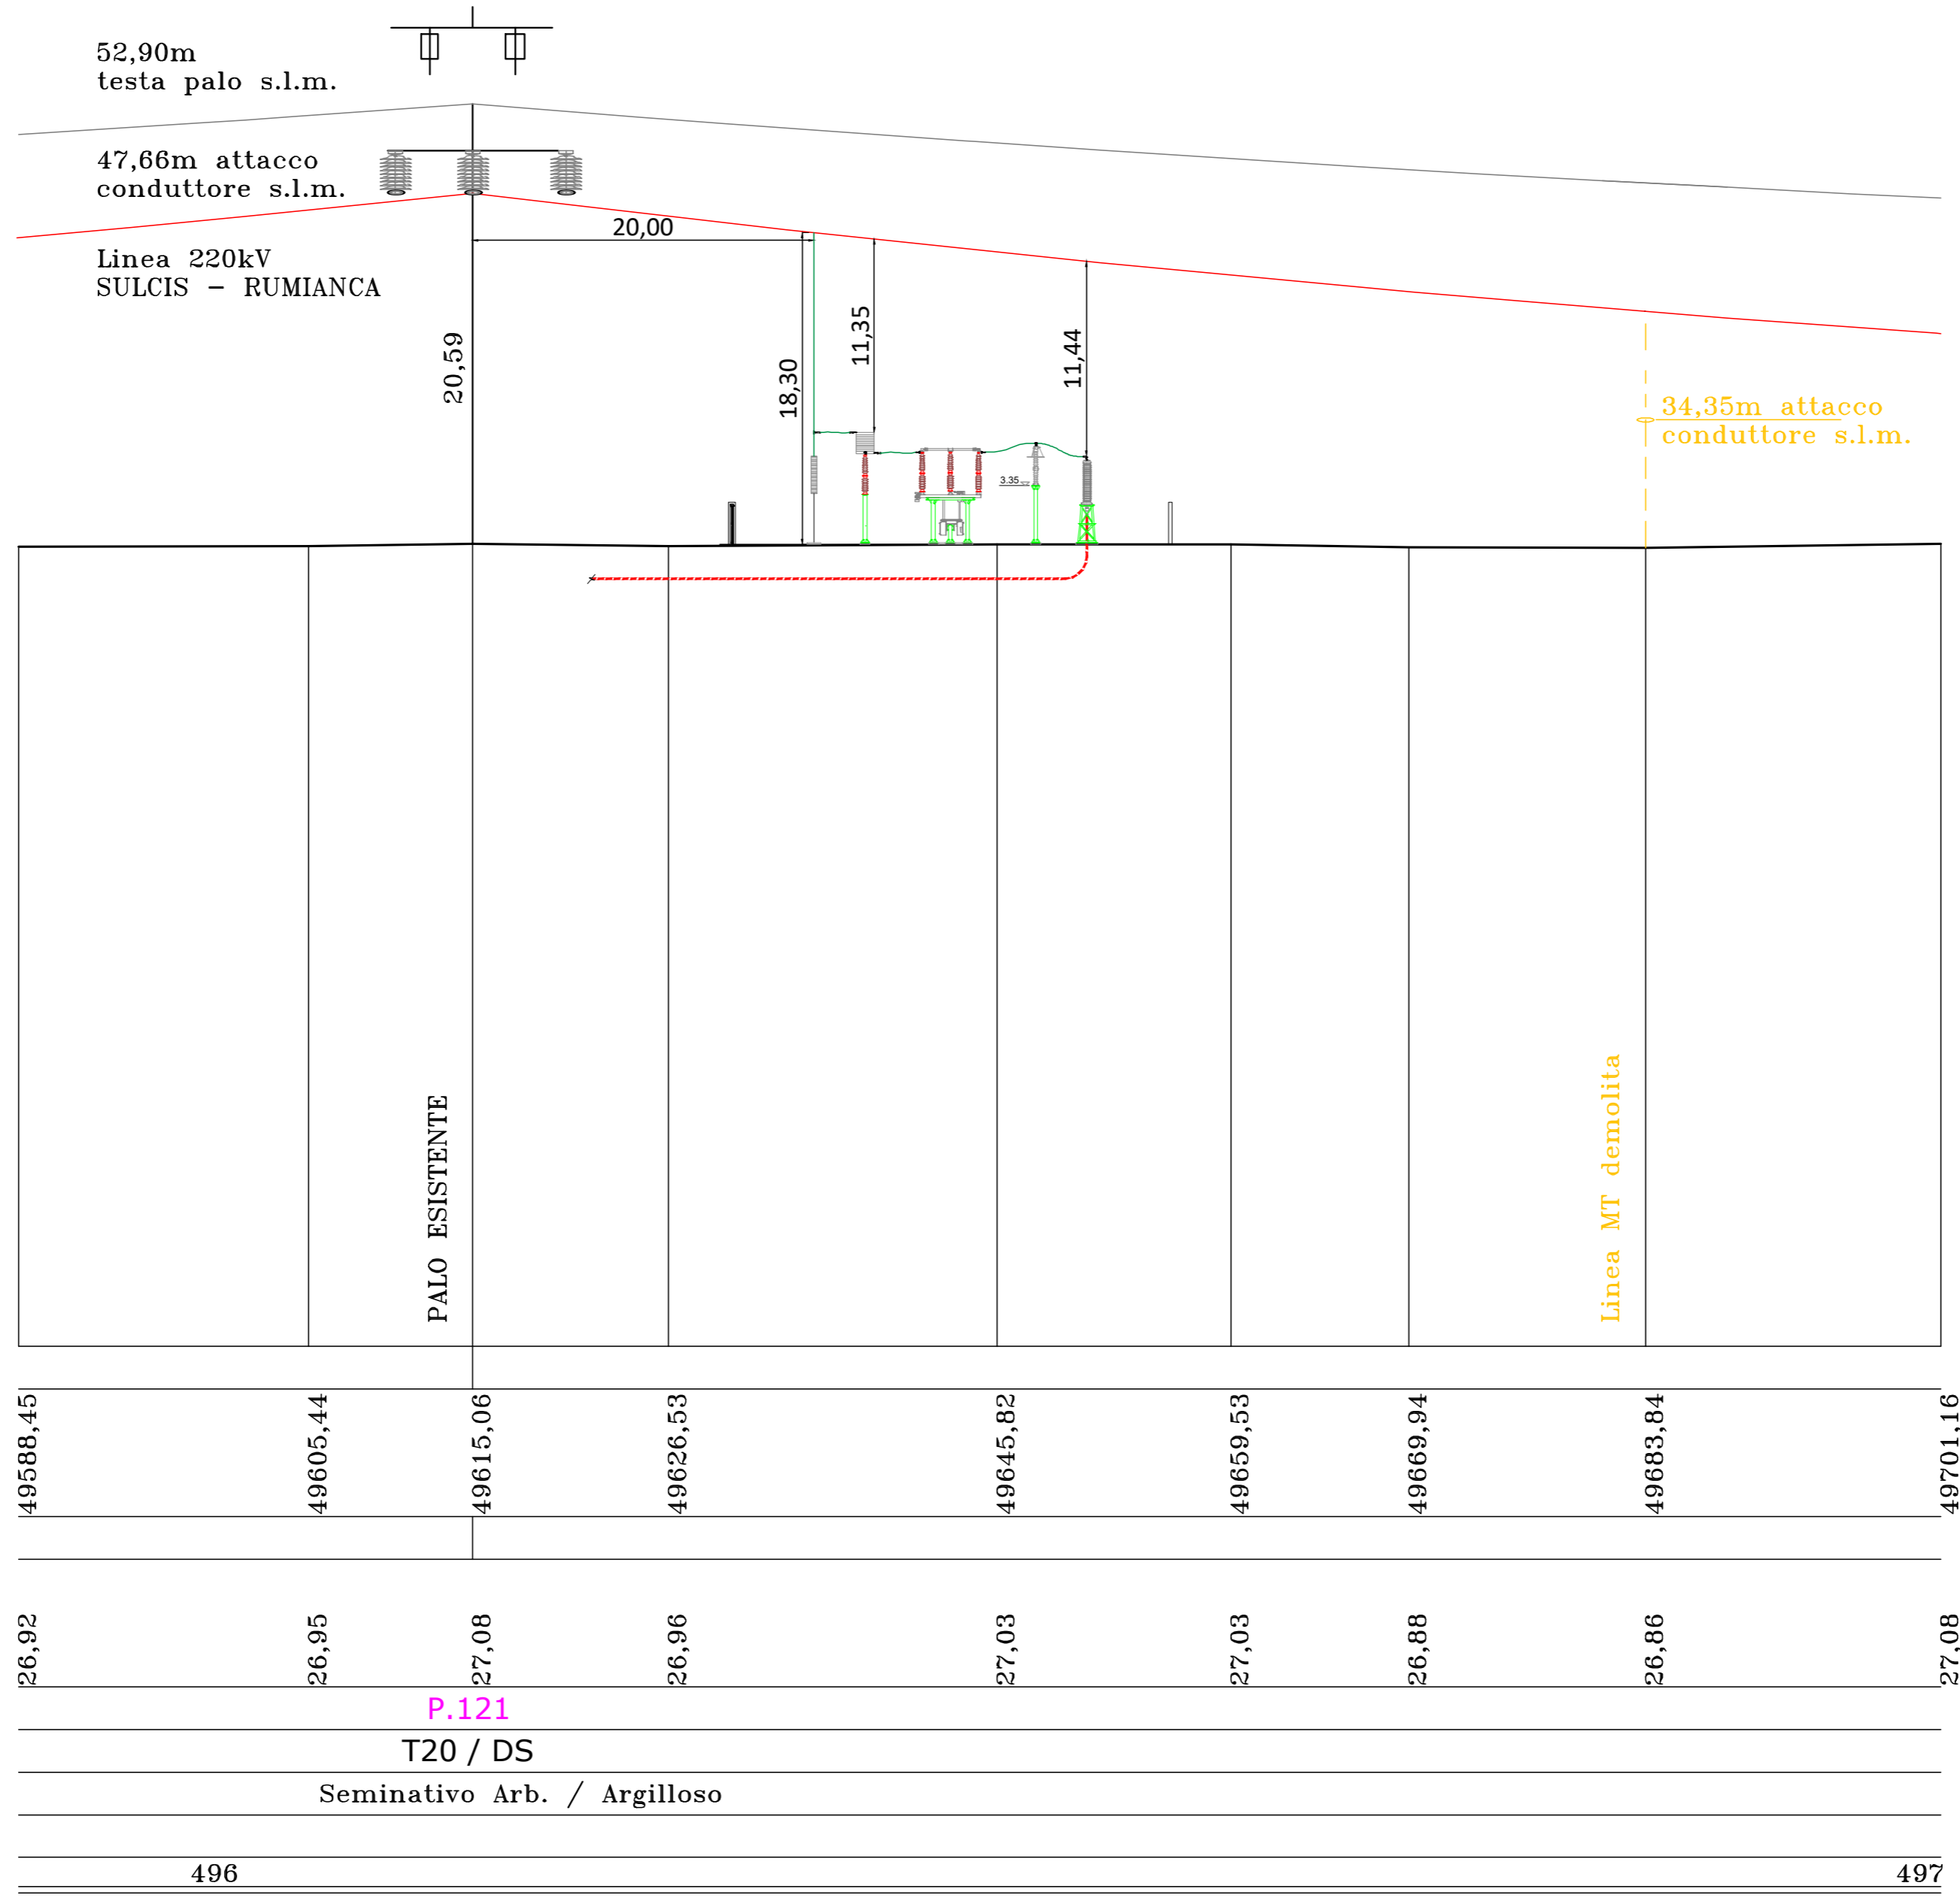 52,90m
testa palo s.l.m.
47,66m attacco
conduttore s.l.m.
Linea 220kV
SULCIS – RUMIANCA
20,00
20,59
18,30
11,35
11,44
3.35
34,35m attacco
conduttore s.l.m.
PALO ESISTENTE
Linea MT demolita
49588,45
49605,44
49615,06
49626,53
49645,82
49659,53
49669,94
49683,84
49701,16
26,92
26,95
27,08
26,96
27,03
27,03
26,88
26,86
27,08
P.121
T20 / DS
Seminativo Arb. / Argilloso
496
497